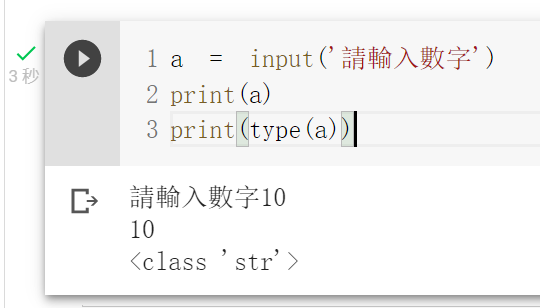 3 秒
1 a = input('請輸入數字')
2 print(a)
3 print(type(a))
請輸入數字10
10
<class 'str'>